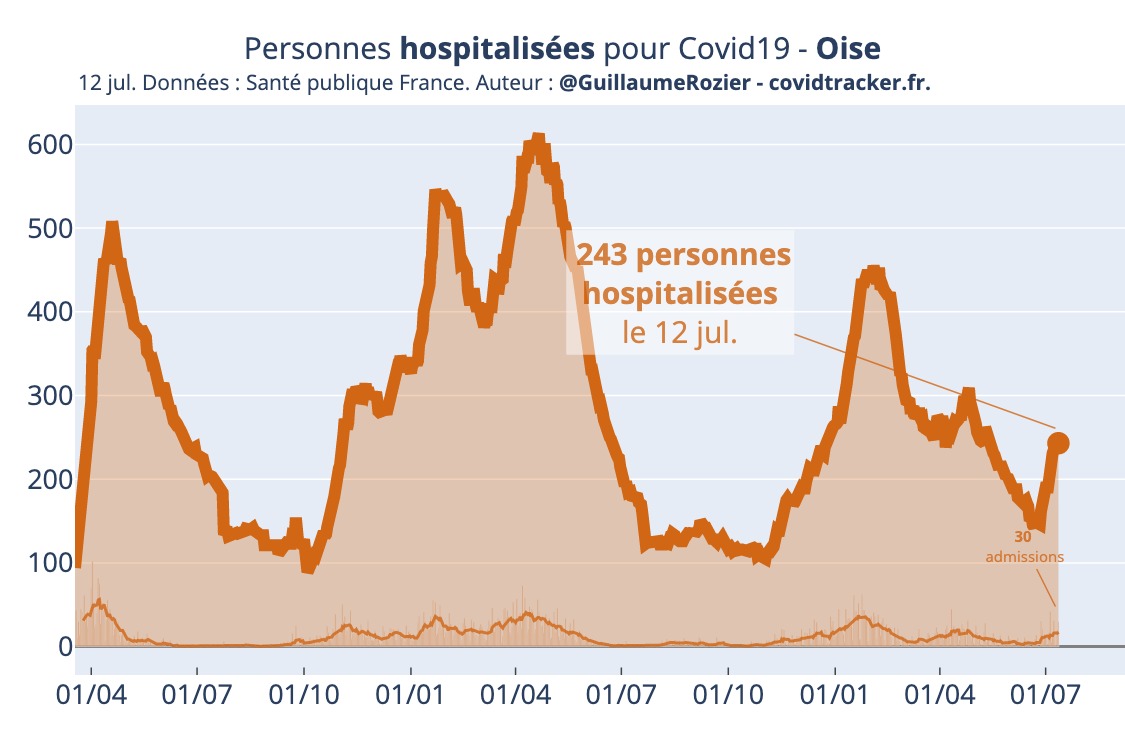 Personnes hospitalisées pour Covid19 - Oise
12 jul. Données : Santé publique France. Auteur : @GuillaumeRozier - covidtracker.fr.
600
500
400
300
200
100
0
243 personnes
hospitalisées
le 12 jul.
30
admissions
01/04 01/07 01/10 01/01 01/04 01/07 01/10 01/01 01/04 01/07